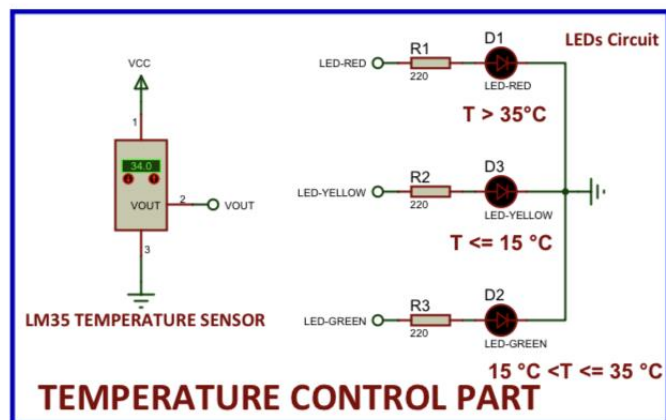 LEDs Circuit
VCC
1
34.0
VOUT
2
VOUT
3
LM35 TEMPERATURE SENSOR
LED-RED
R1
220
D1
LED-RED
T > 35°C
LED-YELLOW
R2
220
D3
LED-YELLOW
T <= 15 °C
LED-GREEN
R3
220
D2
LED-GREEN
15 °C <T <= 35 °C
TEMPERATURE CONTROL PART